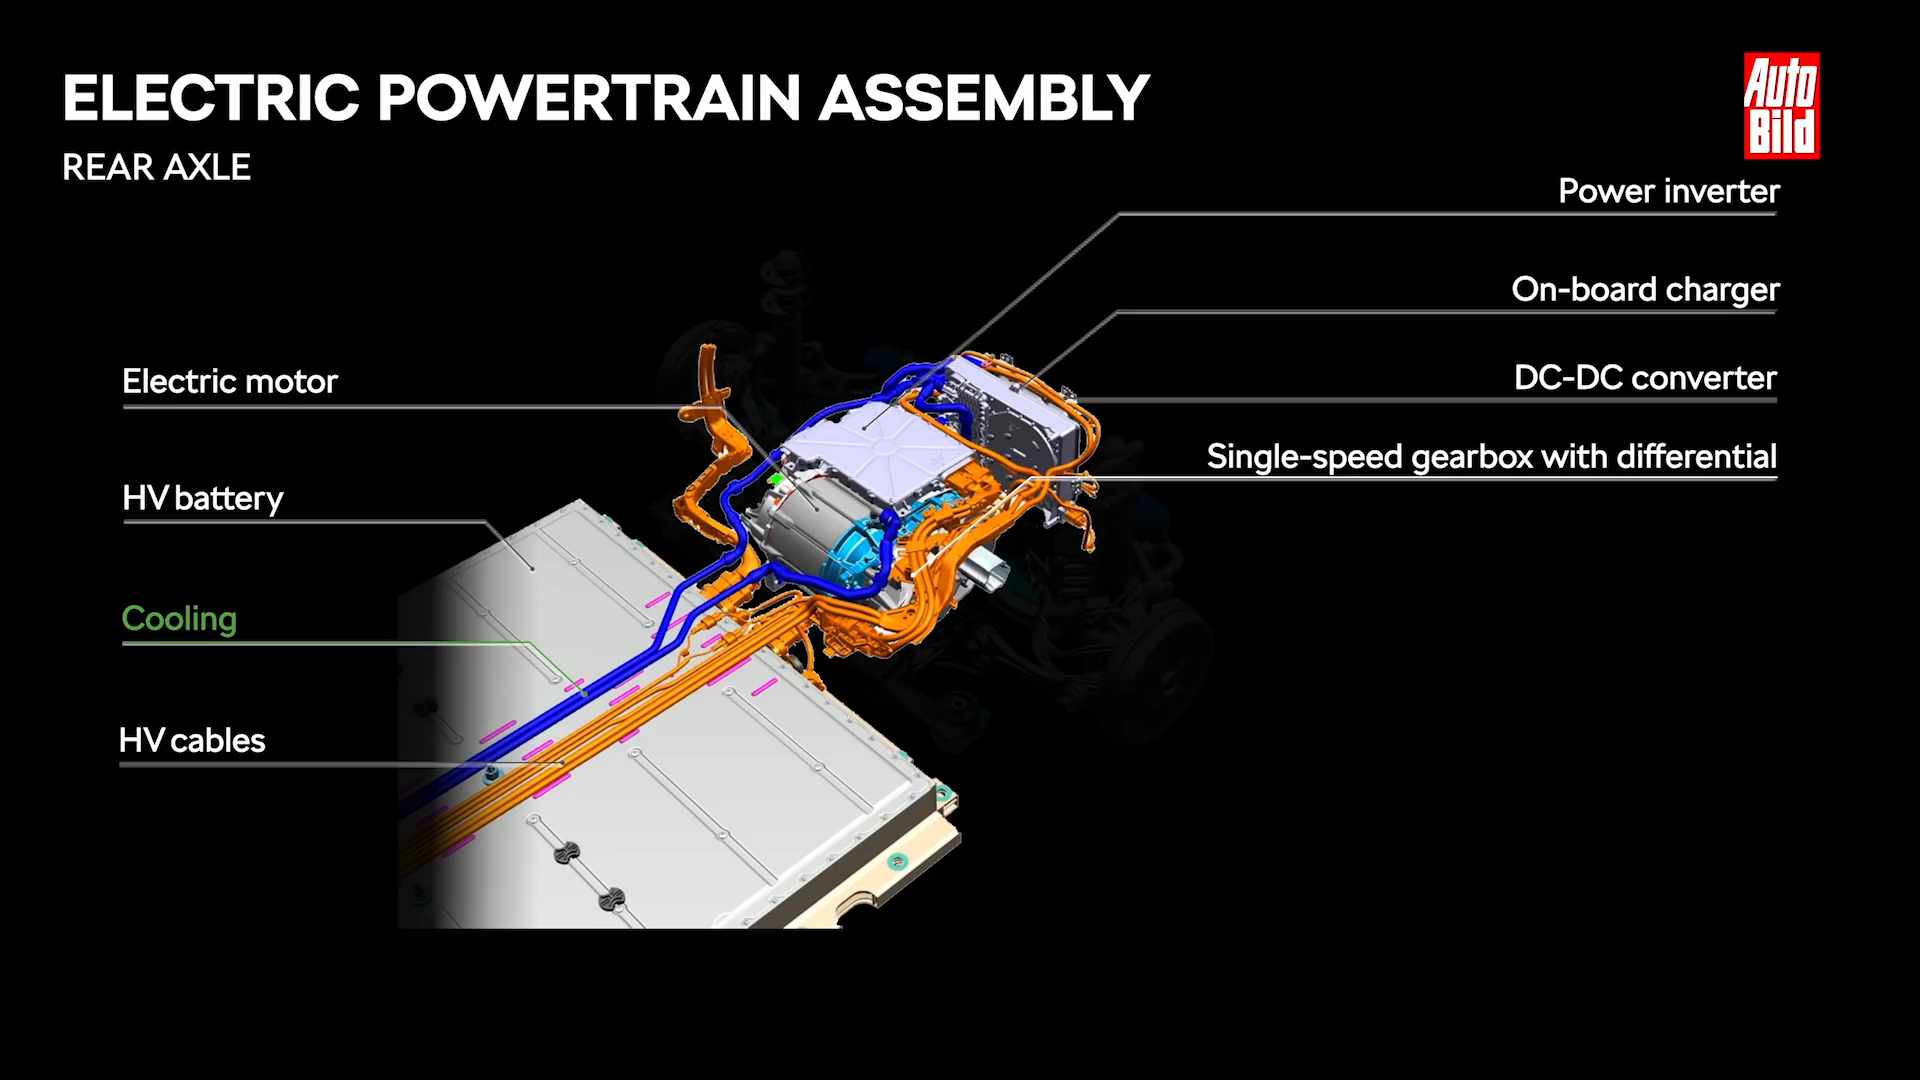 ELECTRIC POWERTRAIN ASSEMBLY
REAR AXLE
Auto
Bild
Power inverter
On-board charger
DC-DC converter
Single-speed gearbox with differential
Electric motor
HV battery
Cooling
HV cables